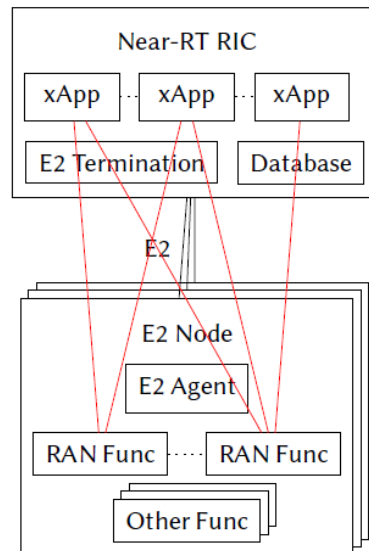 Near-RT RIC
xApp xApp xApp
E2 Termination Database
E2
E2 Node
E2 Agent
RAN Func RAN Func
Other Func